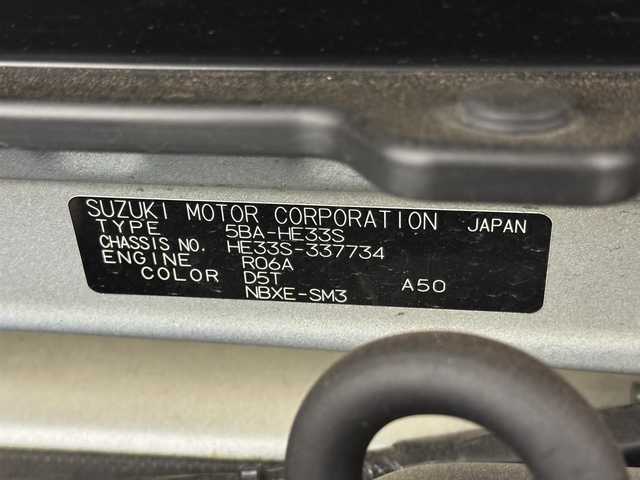 SUZUKI MOTOR CORPORATION JAPAN
TYPE 5BA-HE33S
CHASSIS NO. HE33S-337734
ENGINE R06A
COLOR D5T A50
NBXE-SM3